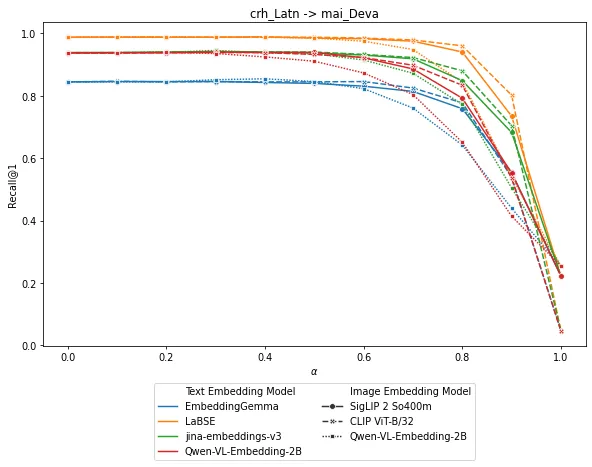 crh_Latn -> mai_Deva
Recall@1
1.0
0.8
0.6
0.4
0.2
0.0
0.0 0.2 0.4 0.6 0.8 1.0
α
Text Embedding Model Image Embedding Model
EmbeddingGemma SigLIP 2 So400m
LaBSE CLIP ViT-B/32
jina-embeddings-v3 Qwen-VL-Embedding-2B
Qwen-VL-Embedding-2B